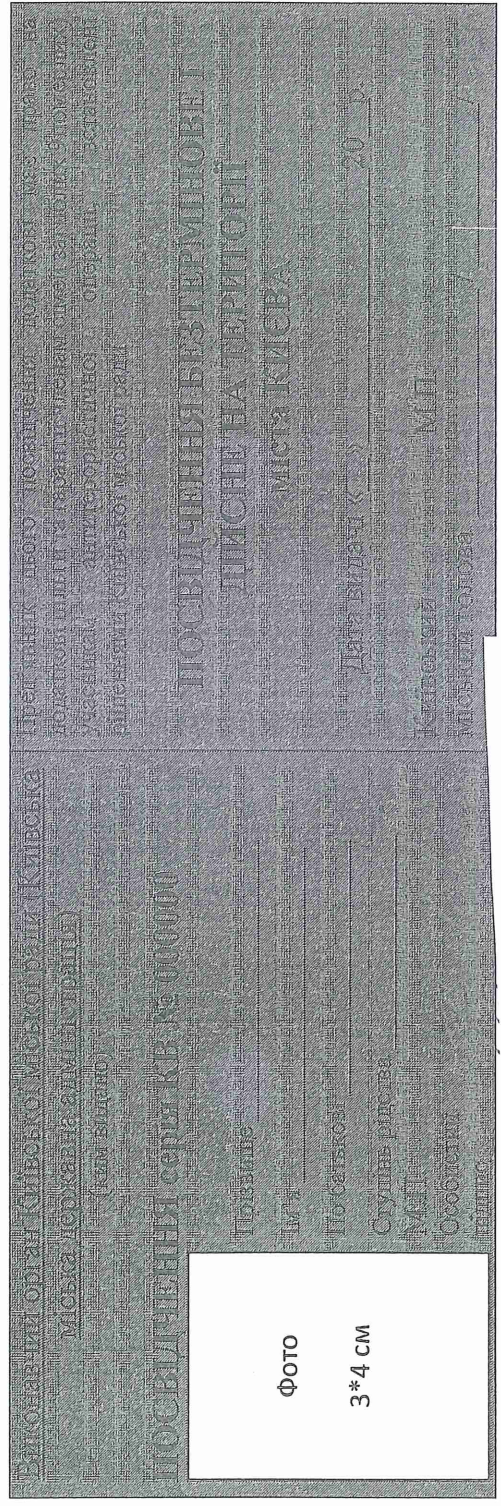 Виконавчий орган Київської міської ради (Київська
міська державна адміністрація)
(ким видано)
ПОСВІДЧЕННЯ серія КВ № 000000
Прізвище
Ім'я
По батькові
Ступінь рідства
М.П.
Особистий
підпис
Фото
3*4 см
Пред'явник цього посвідчення додатково має право на
додаткові пільги та гарантії членам сімей загиблих (померлих)
учасників антитерористичної операції, встановлені
рішеннями Київської міської ради
ПОСВІДЧЕННЯ БЕЗТЕРМІНОВЕ І
ДІЙСНЕ НА ТЕРИТОРІЇ
міста КИЄВА
Дата видачі «__» 20__ р.
Київський М.П.
міський голова / /